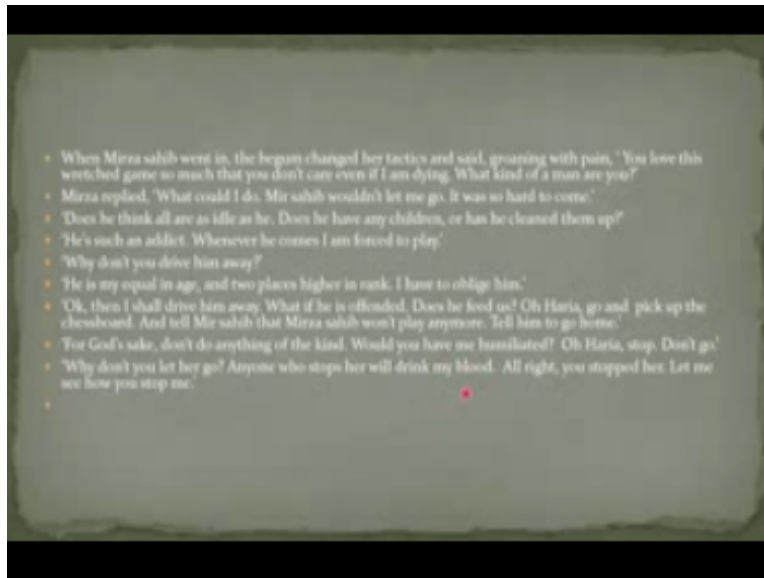 • When Mirza sahib went in, the begum changed her tactics and said, groaning with pain, ' You love this
wretched game so much that you don't care even if I am dying. What kind of a man are you?'
• Mirza replied, 'What could I do. Mir sahib wouldn't let me go. It was so hard to come.'
• 'Does he think all are as idle as he. Does he have any children, or has he cleaned them up?'
• 'He's such an addict. Whenever he comes I am forced to play.'
• 'Why don't you drive him away?'
• 'He is my equal in age, and two places higher in rank. I have to oblige him.'
• 'Ok, then I shall drive him away. What if he is offended. Does he feed us? Oh Haria, go and pick up the
chessboard. And tell Mir sahib that Mirza sahib won't play anymore. Tell him to go home.'
• 'For God's sake, don't do anything of the kind. Would you have me humiliated? Oh Haria, stop. Don't go.'
• 'Why don't you let her go? Anyone who stops her will drink my blood. All right, you stopped her. Let me
see how you stop me.'
•